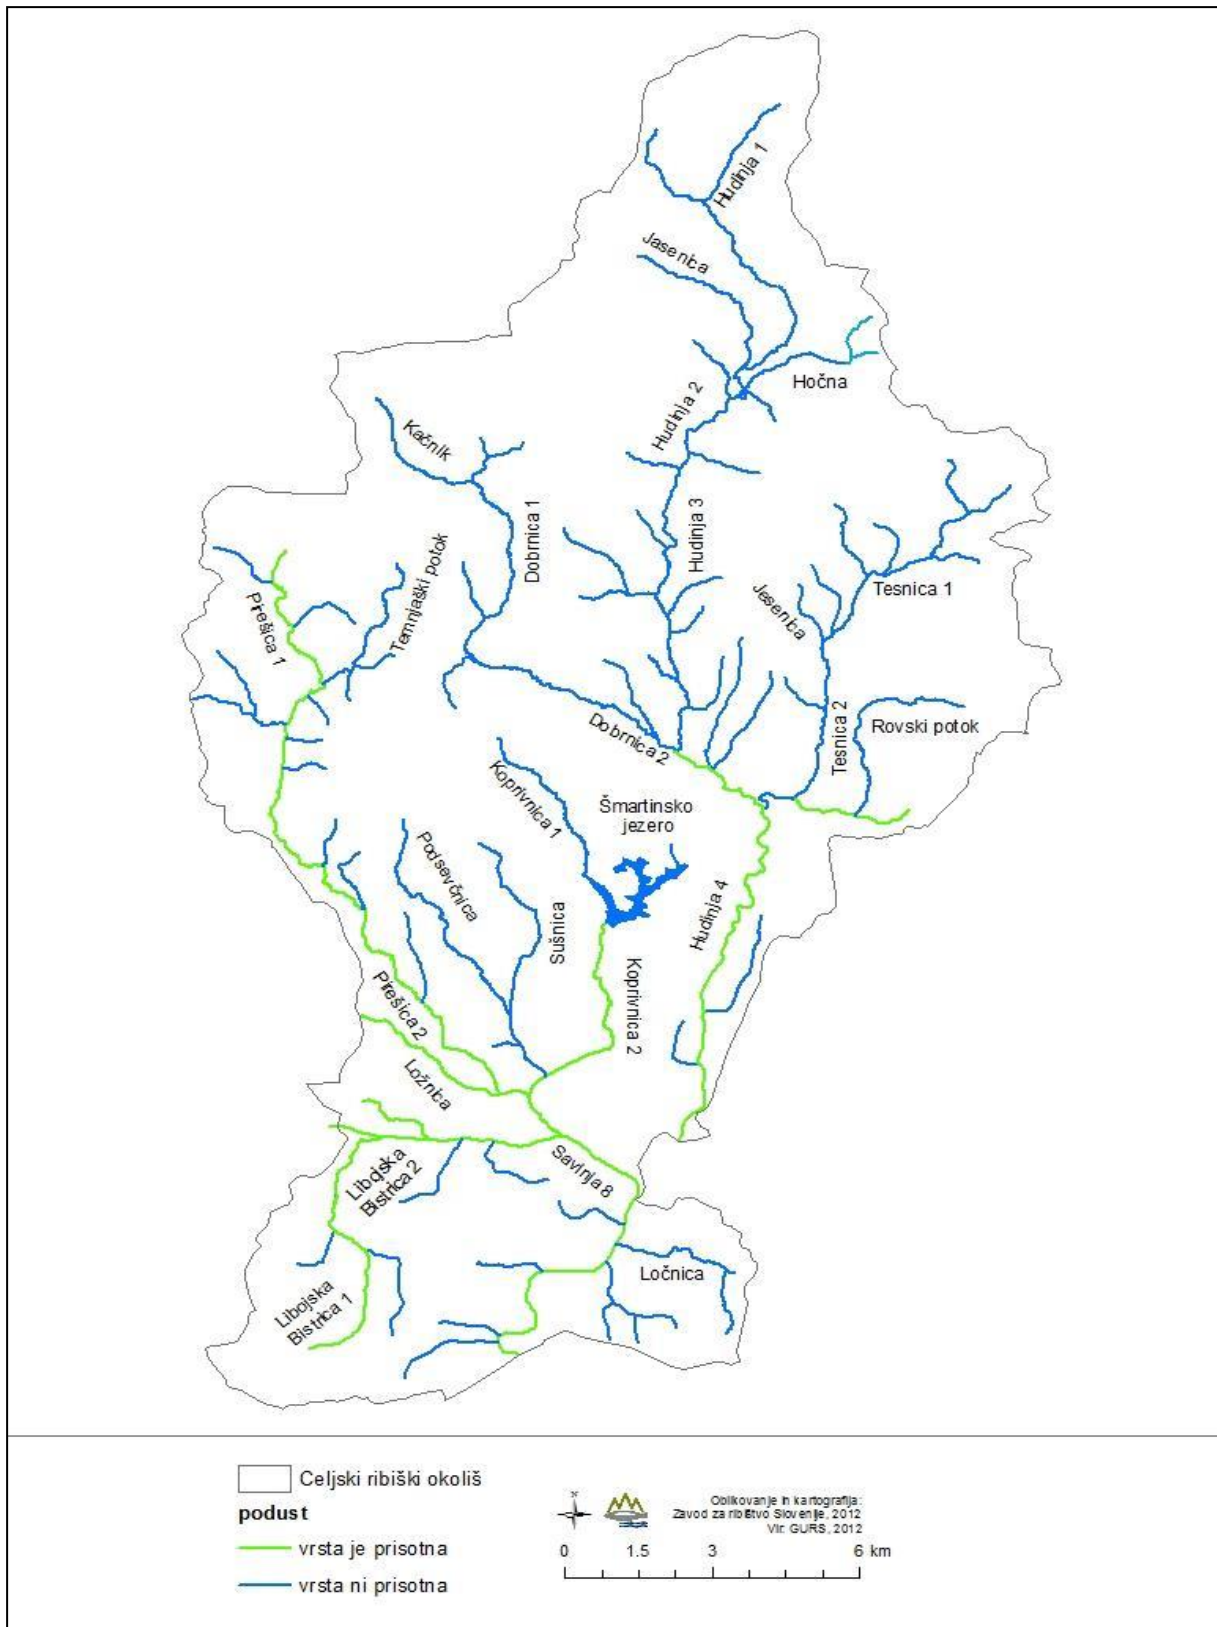 Hudinja 1
Jasenica
Hočna
Hudinja 2
Kačnik
Dobrnica 1
Hudinja 3
Temnjaški potok
Tesnica 1
Jesenica
Pirešica 1
Tesnica 2
Rovski potok
Dobrnica 2
Koprivnica 1
Šmartinsko
jezero
Podsevčnica
Sušnica
Hudinja 4
Koprivnica 2
Pirešica 2
Ložnica
Savinja 8
Libojska
Bistrica 2
Ločnica
Libojska
Bistrica 1
Celjski ribiški okoliš
podust
vrsta je prisotna
vrsta ni prisotna
Oblikovanje in kartografija:
Zavod za ribištvo Slovenije, 2012
Vir: GURS, 2012
0 1.5 3 6 km